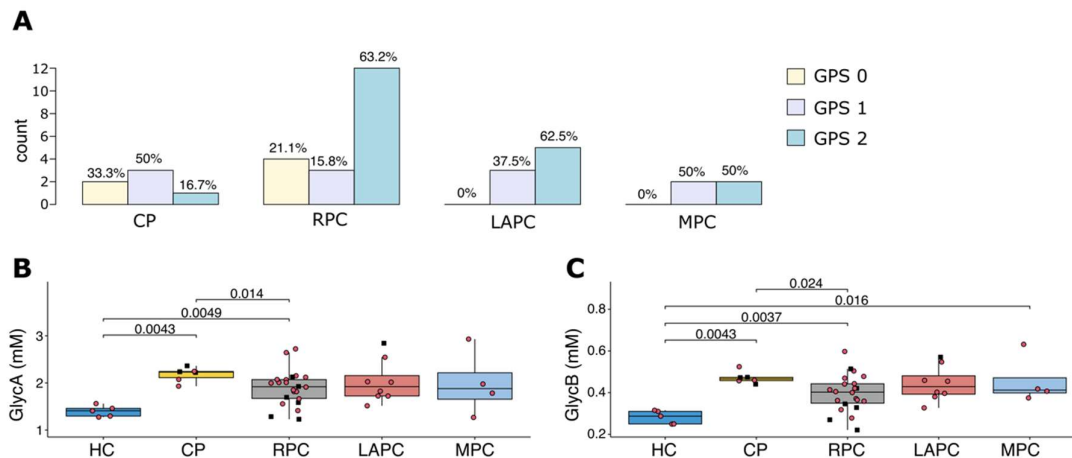 A
63.2%
12
10
8
6
4
2
0
count
33.3%
50%
16.7%
21.1%
15.8%
0%
37.5%
62.5%
0%
50%
50%
GPS 0
GPS 1
GPS 2
CP
RPC
LAPC
MPC
B
0.014
0.0049
0.0043
3
2
1
GlycA (mM)
HC
CP
RPC
LAPC
MPC
C
0.024
0.016
0.0037
0.0043
0.8
0.6
0.4
0.2
GlycB (mM)
HC
CP
RPC
LAPC
MPC